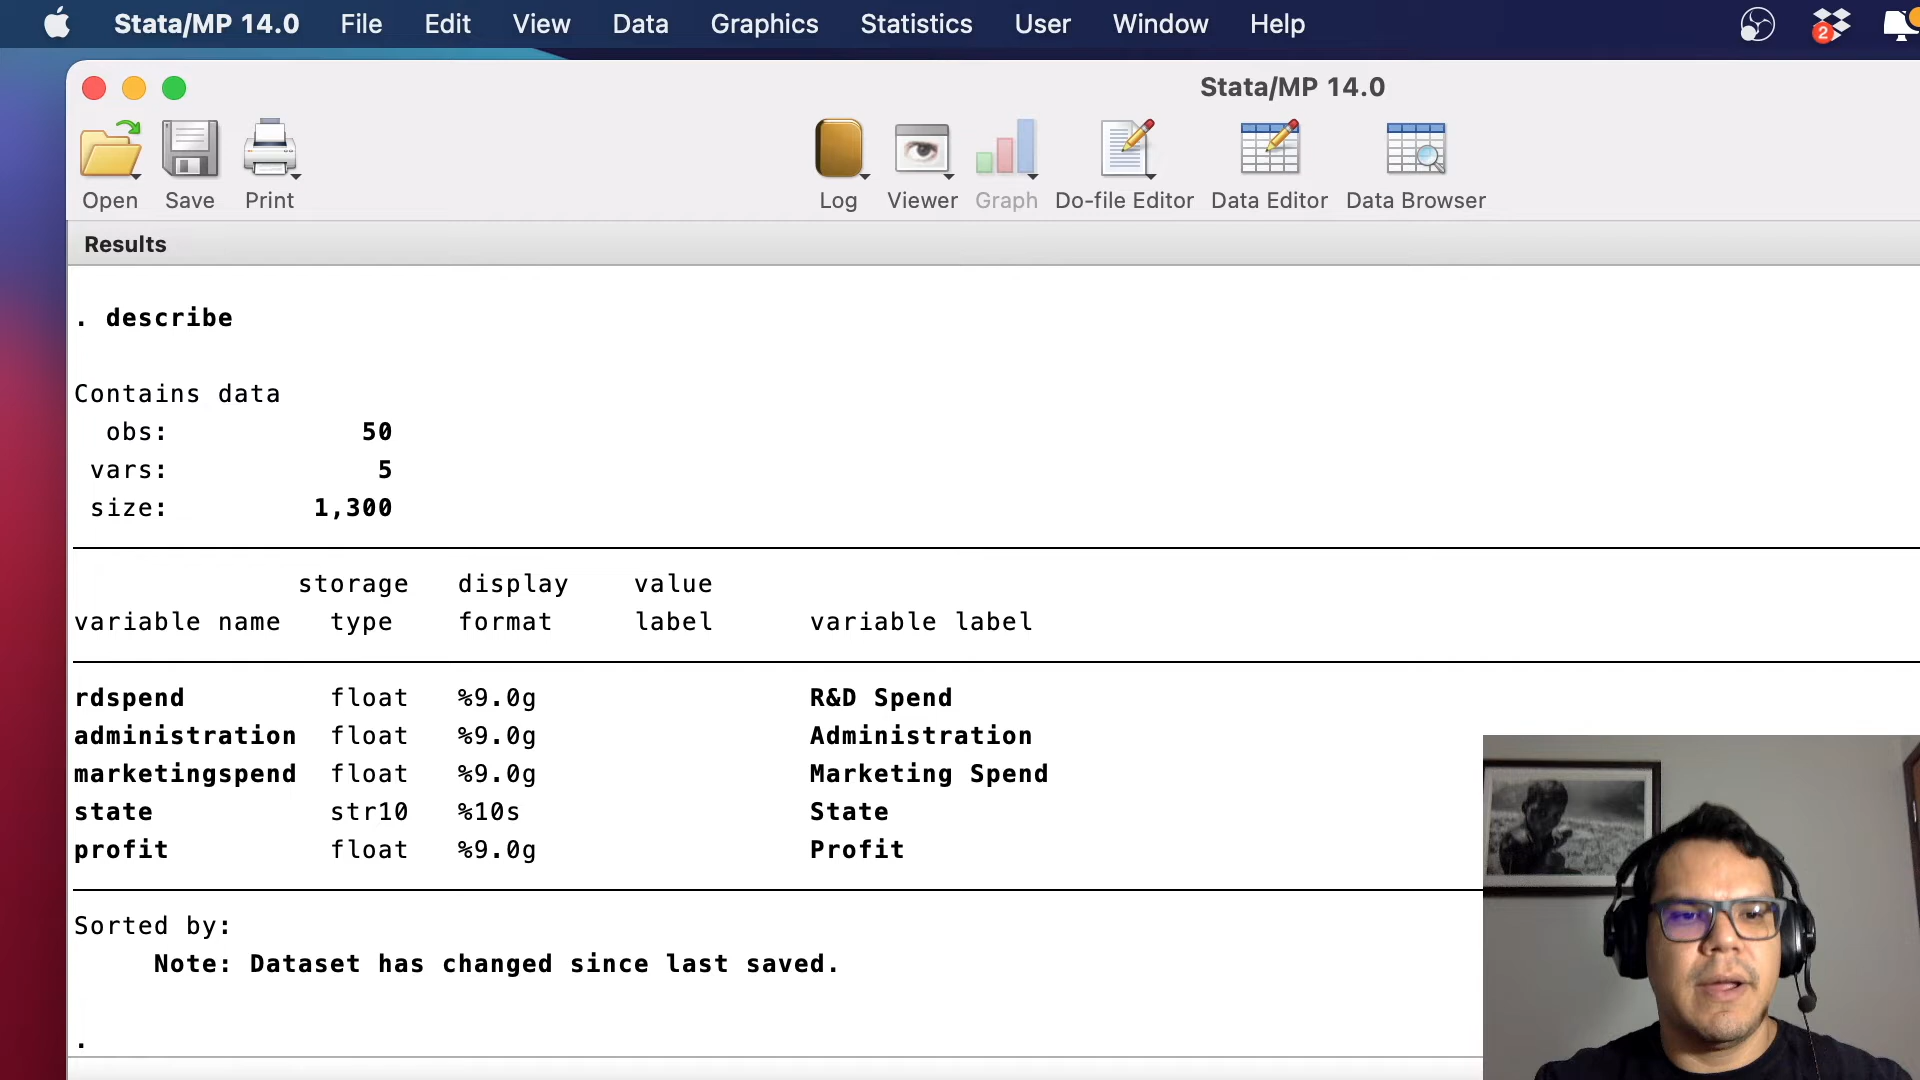 Stata/MP 14.0 File Edit View Data Graphics Statistics User Window Help
2
Stata/MP 14.0
Open Save Print Log Viewer Graph Do-file Editor Data Editor Data Browser
Results
. describe
Contains data
obs: 50
vars: 5
size: 1,300
storage display value
variable name type format label variable label
rdspend float %9.0g R&D Spend
administration float %9.0g Administration
marketingspend float %9.0g Marketing Spend
state str10 %10s State
profit float %9.0g Profit
Sorted by:
Note: Dataset has changed since last saved.
.